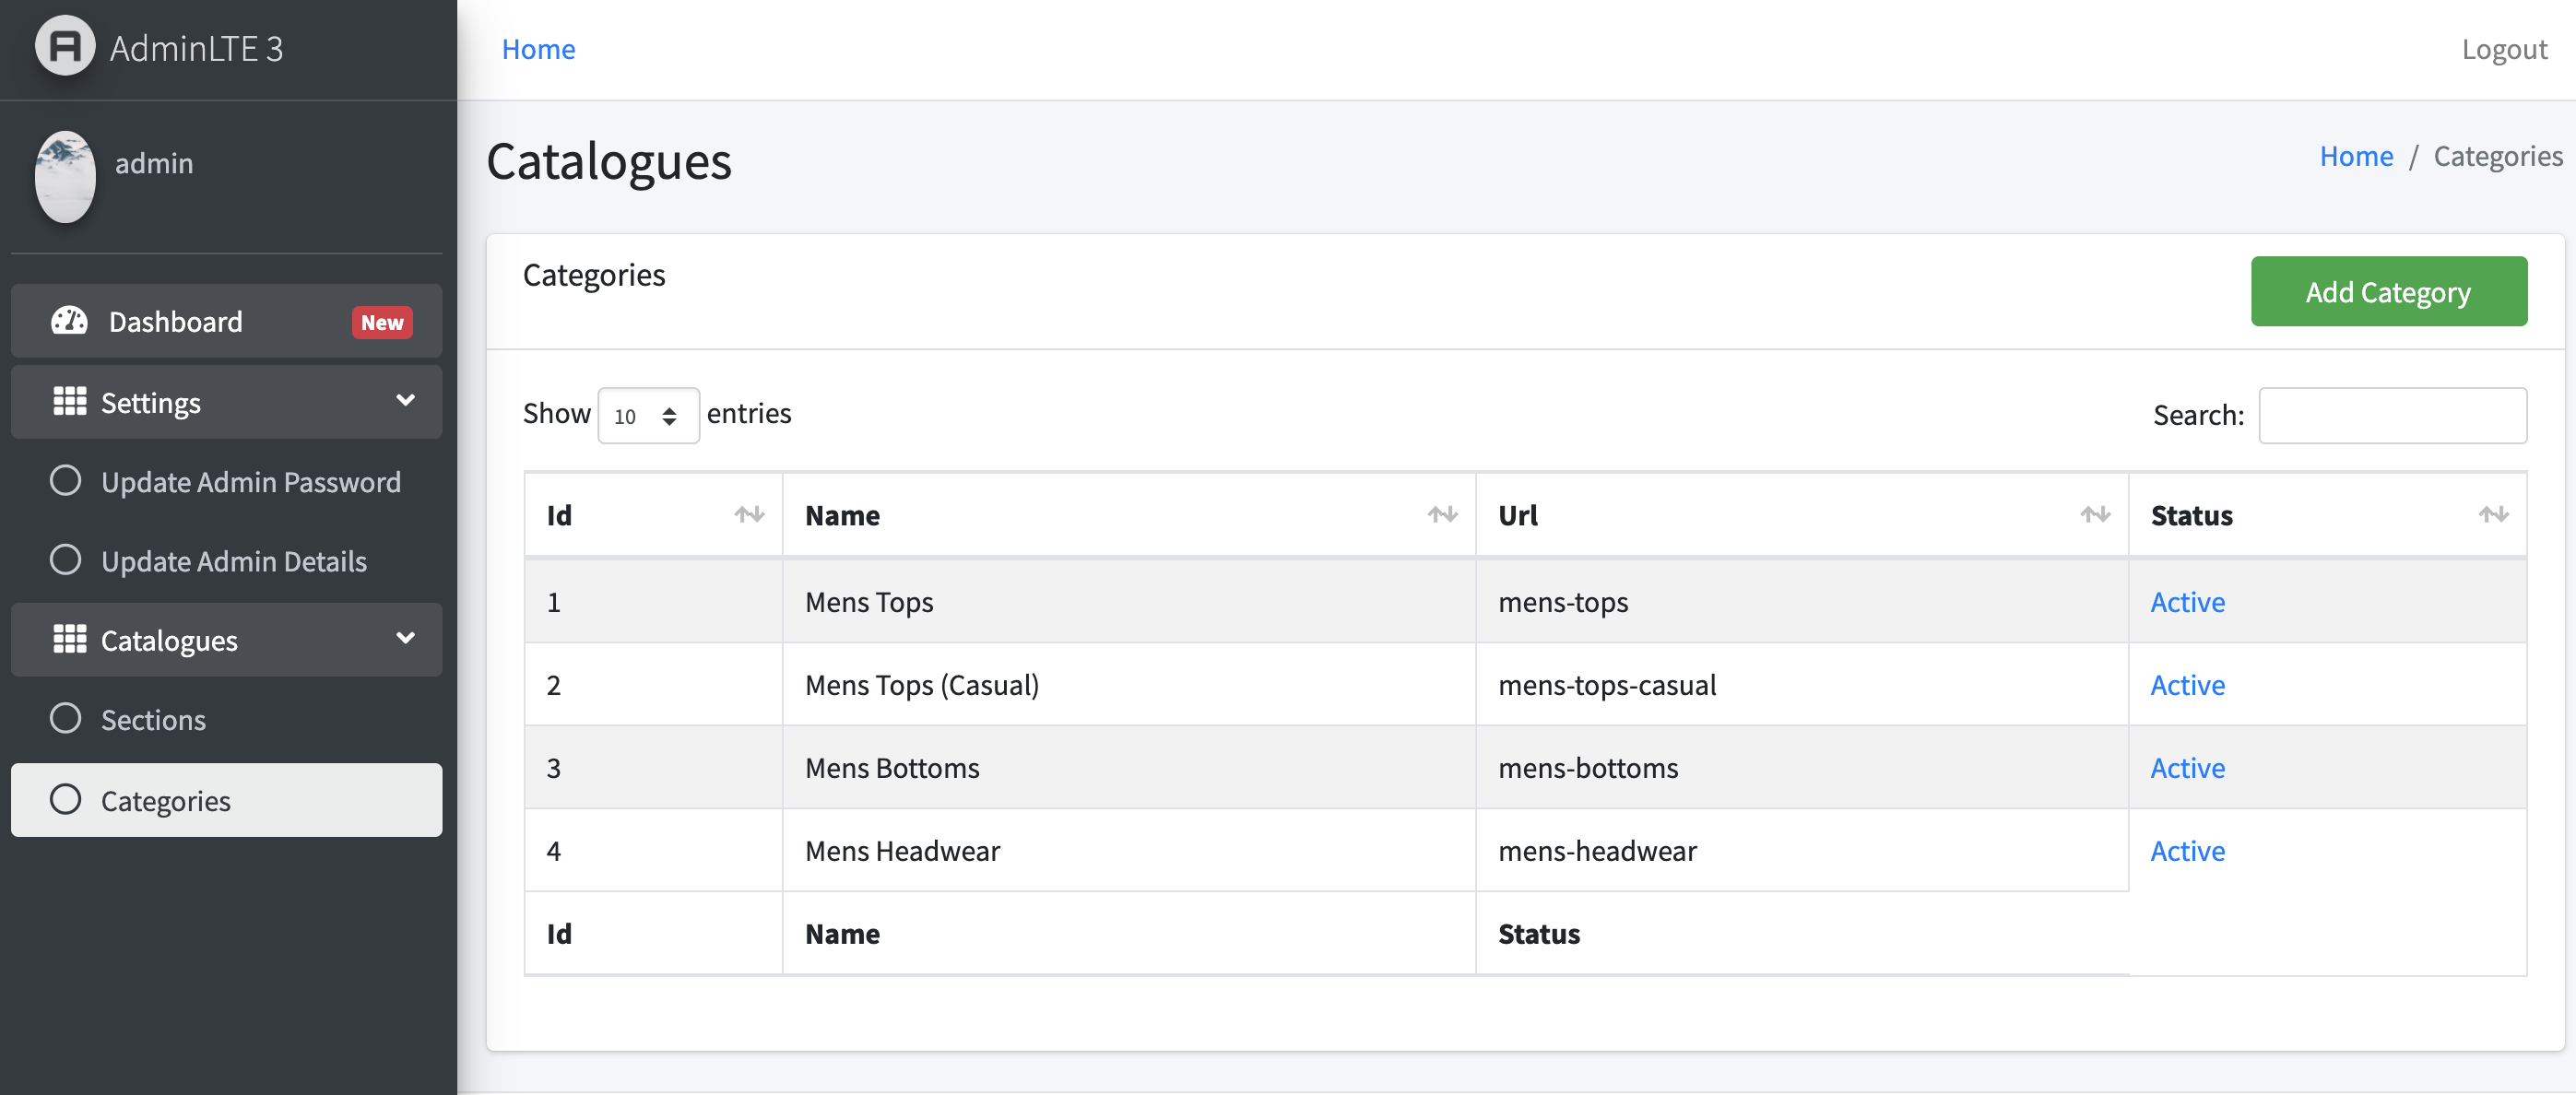 AdminLTE 3
admin
Dashboard New
Settings
Update Admin Password
Update Admin Details
Catalogues
Sections
Categories
Home Logout
Catalogues
Home / Categories
Categories
Add Category
Show 10 entries
Search:
Id Name Url Status
1 Mens Tops mens-tops Active
2 Mens Tops (Casual) mens-tops-casual Active
3 Mens Bottoms mens-bottoms Active
4 Mens Headwear mens-headwear Active
Id Name Status